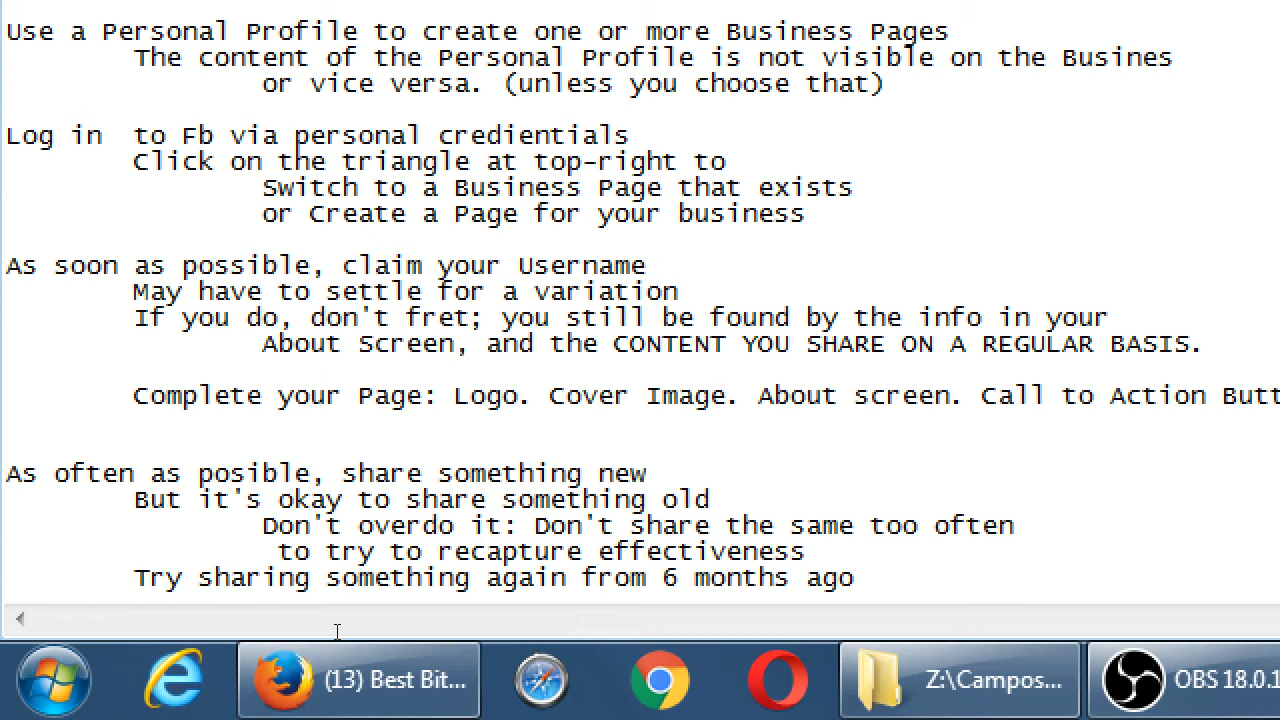 Use a Personal Profile to create one or more Business Pages
The content of the Personal Profile is not visible on the Busines
or vice versa. (unless you choose that)
Log in  to Fb via personal credientials
Click on the triangle at top-right to
Switch to a Business Page that exists
or Create a Page for your business
As soon as possible, claim your Username
May have to settle for a variation
If you do, don't fret; you still be found by the info in your
About Screen, and the CONTENT YOU SHARE ON A REGULAR BASIS.
Complete your Page: Logo. Cover Image. About screen. Call to Action Butt
As often as posible, share something new
But it's okay to share something old
Don't overdo it: Don't share the same too often
to try to recapture effectiveness
Try sharing something again from 6 months ago
(13) Best Bit... Z:\Campos... OBS 18.0.1